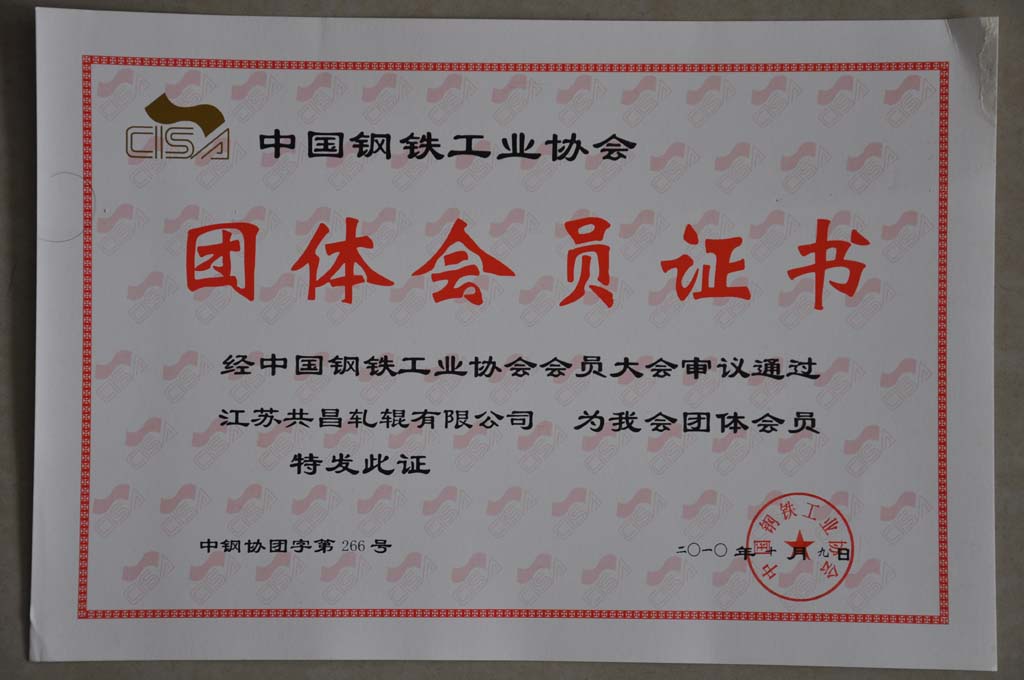 CISA 中国钢铁工业协会
团体会员证书
经中国钢铁工业协会会员大会审议通过
江苏共昌轧辊有限公司 为我会团体会员
特发此证
中钢协团字第 266 号
二〇一〇 年 十 月 九 日
中国钢铁工业协会